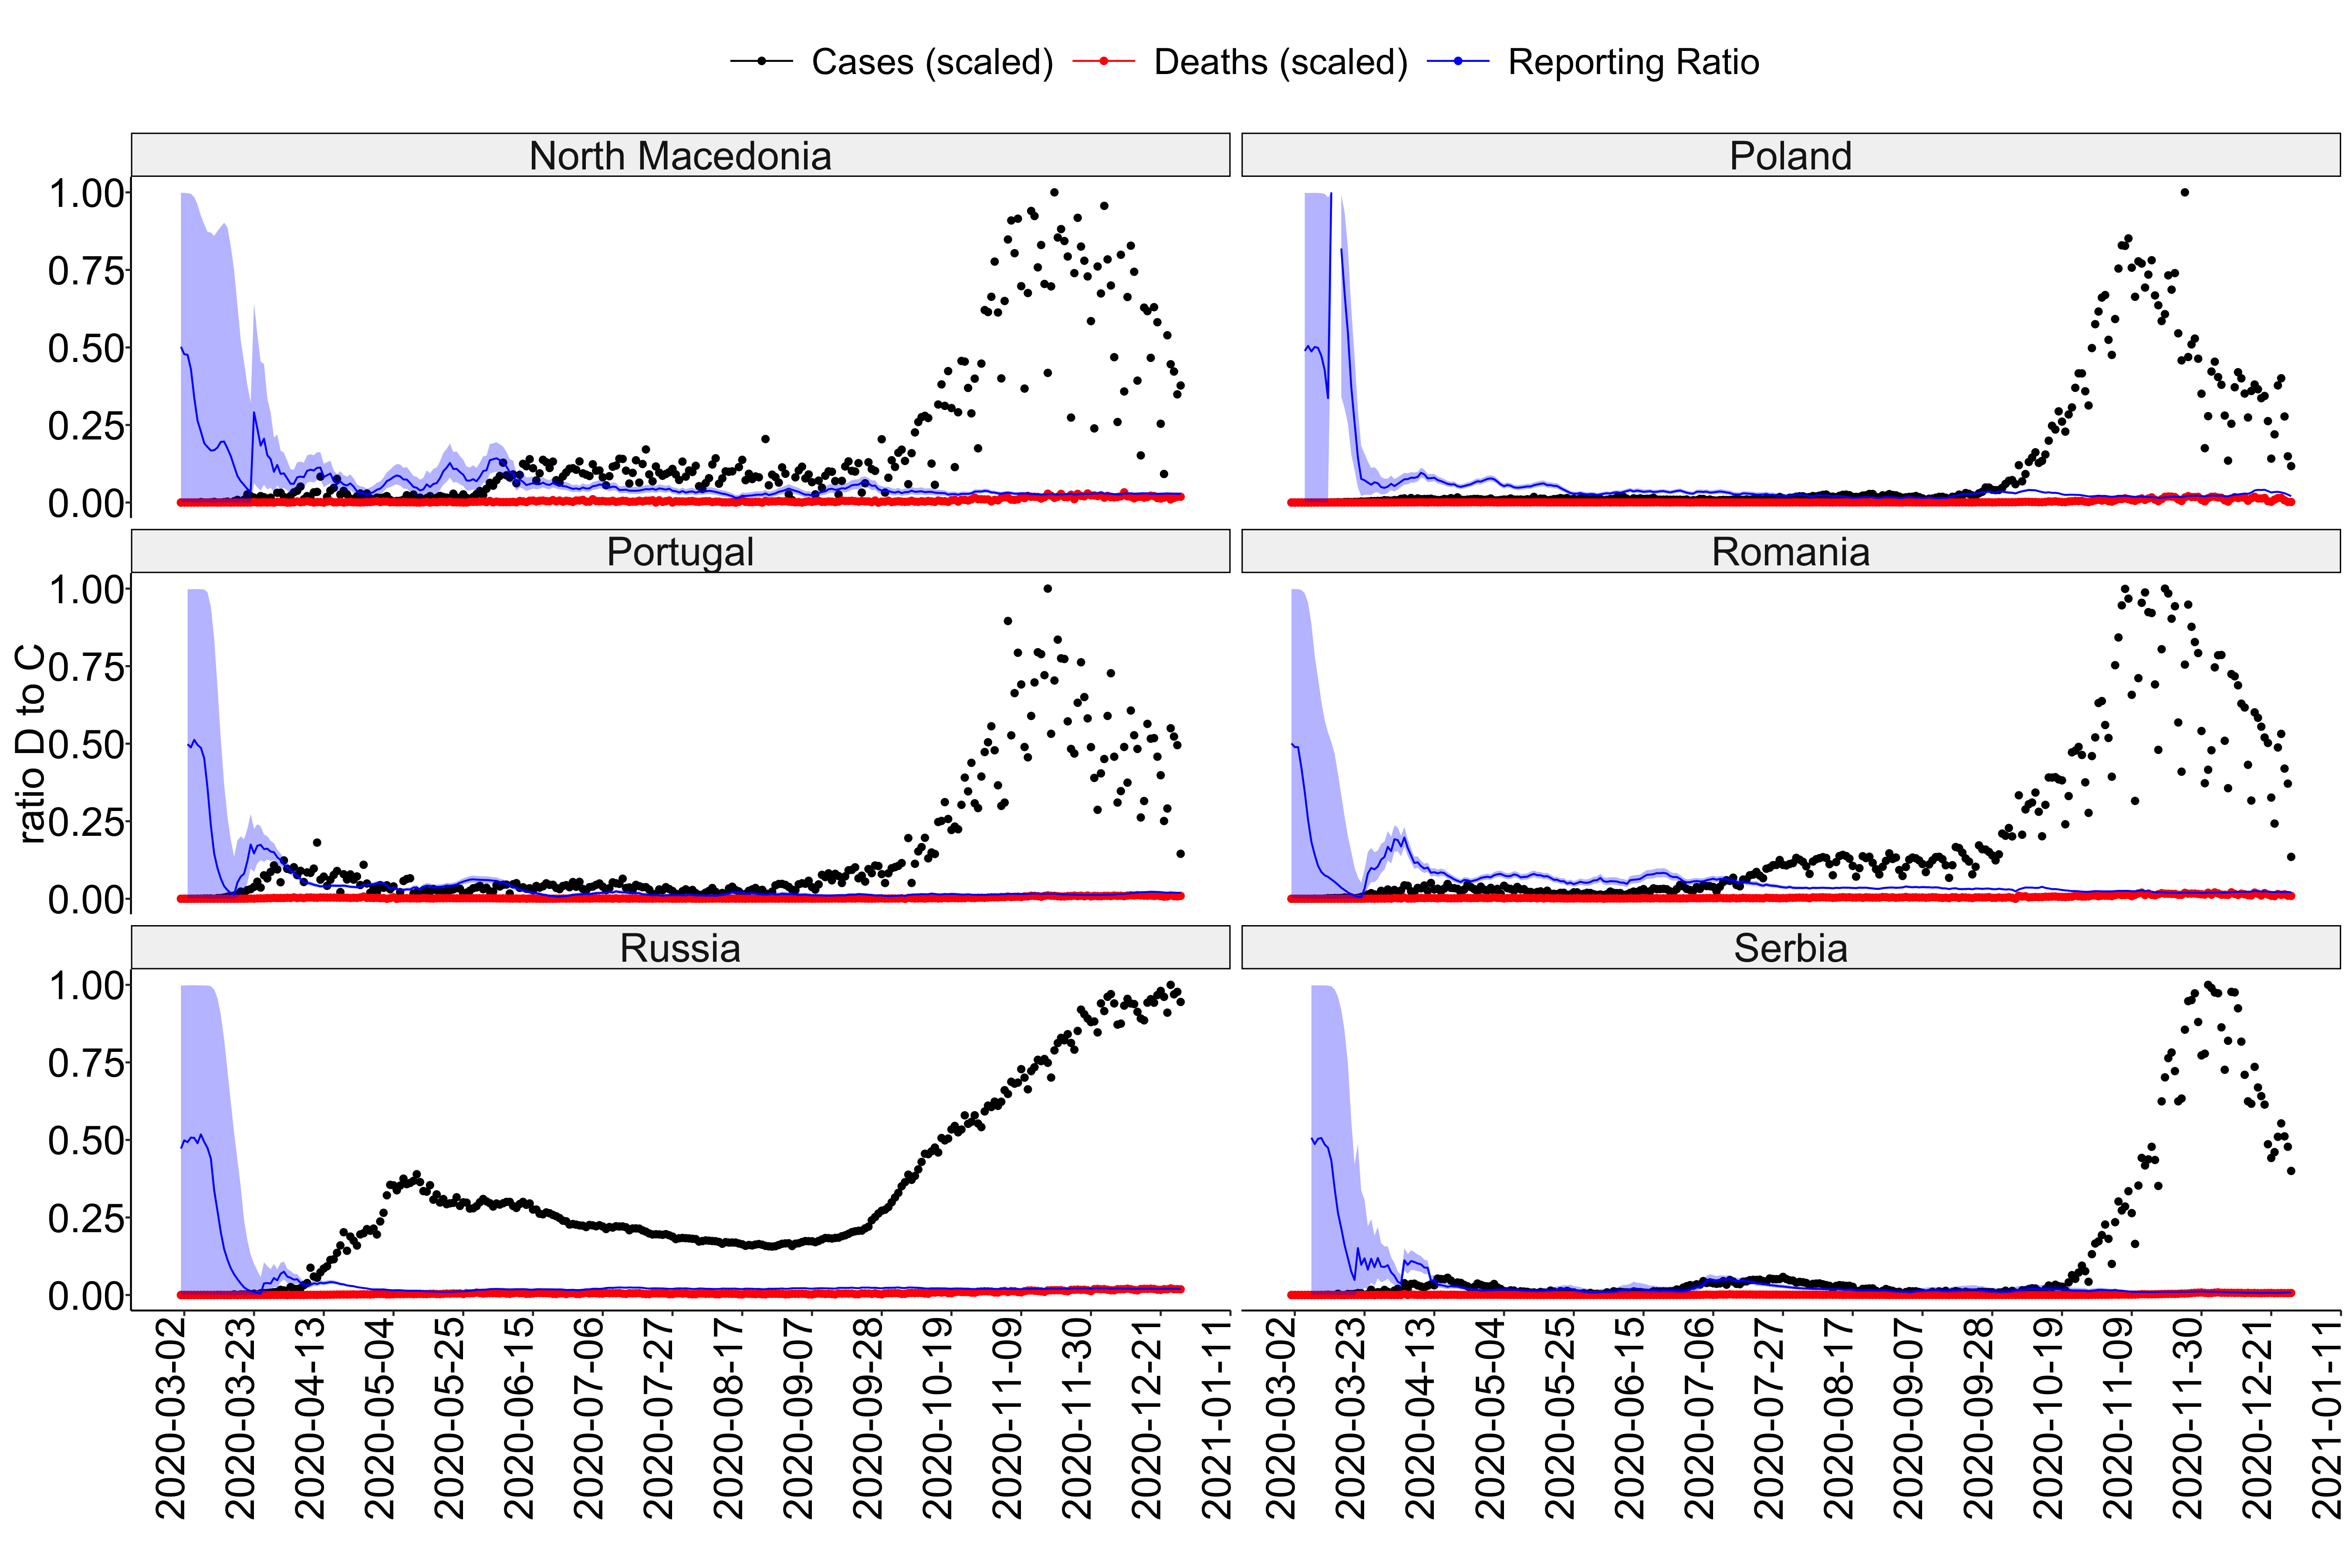 Cases (scaled) Deaths (scaled) Reporting Ratio
North Macedonia Poland
1.00
0.75
0.50
0.25
0.00
Portugal Romania
1.00
0.75
0.50
0.25
0.00
ratio D to C
Russia Serbia
1.00
0.75
0.50
0.25
0.00
2020-03-02 2020-03-23 2020-04-13 2020-05-04 2020-05-25 2020-06-15 2020-07-06 2020-07-27 2020-08-17 2020-09-07 2020-09-28 2020-10-19 2020-11-09 2020-11-30 2020-12-21 2021-01-11 2020-03-02 2020-03-23 2020-04-13 2020-05-04 2020-05-25 2020-06-15 2020-07-06 2020-07-27 2020-08-17 2020-09-07 2020-09-28 2020-10-19 2020-11-09 2020-11-30 2020-12-21 2021-01-11